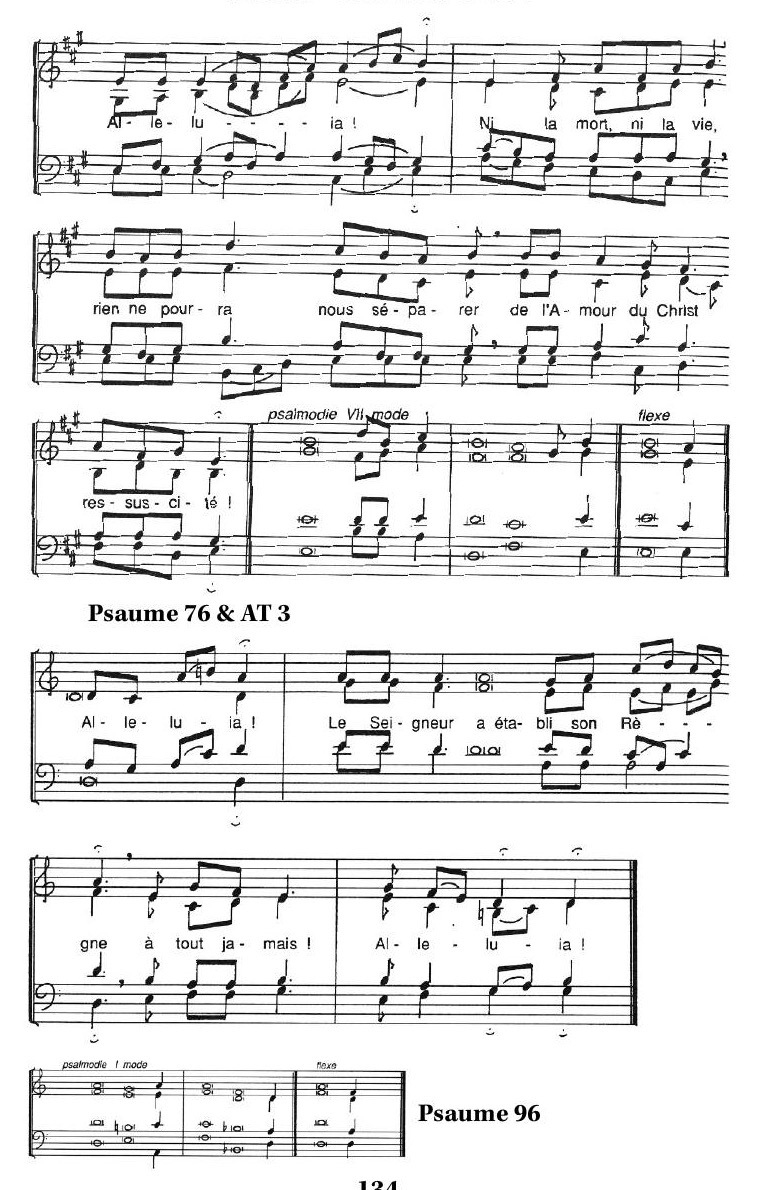 Al- le- lu - - - - ia ! Ni la mort, ni la vie,
rien ne pour- ra nous sé- pa- rer de l'A- mour du Christ
psalmodie VII mode flexe
res- sus- ci- té !
Psaume 76 & AT 3
Al- le- lu - ia ! Le Sei- gneur a éta- bli son Rè- - - -
gne à tout ja- mais ! Al- le - lu - ia !
psalmodie I mode flexe
Psaume 96
134